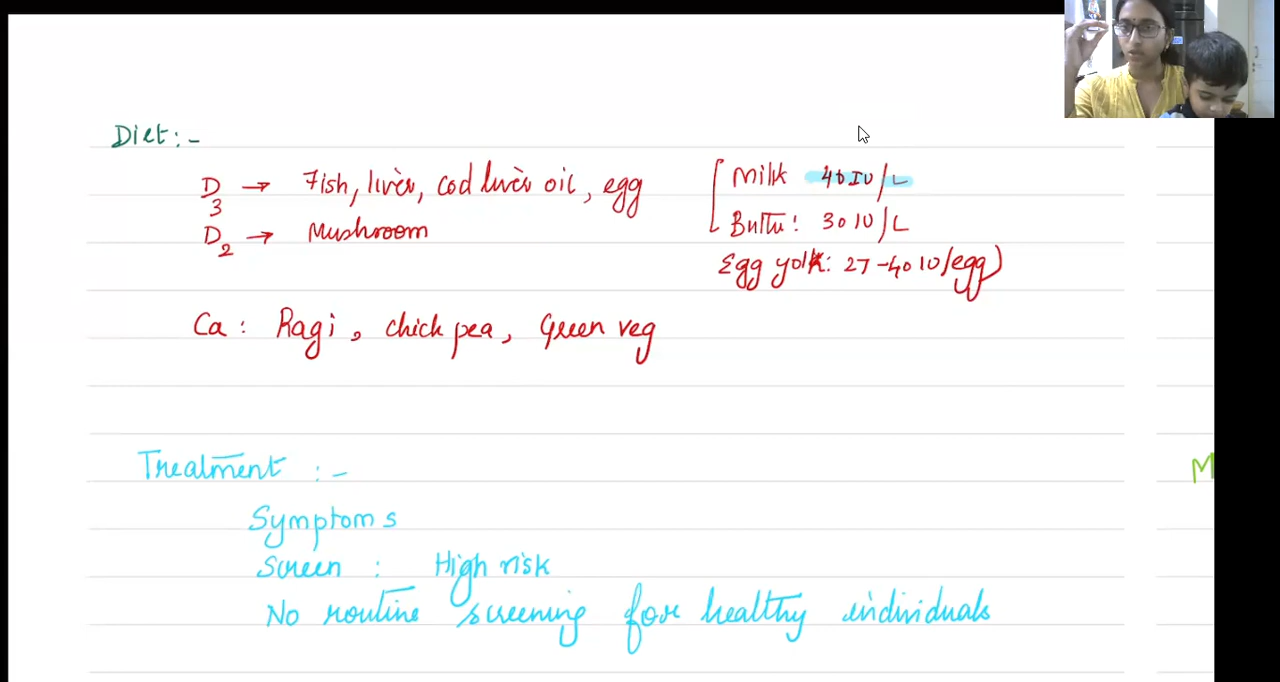 Diet:-
D3 → Fish, liver, cod liver oil, egg
D2 → Mushroom
Milk 40 IU/L
Butter: 30 IU/L
Egg yolk: 27-40 IU/egg)
Ca: Ragi, chick pea, Green veg
Treatment :-
Symptoms
Screen : High risk
No routine screening for healthy individuals
M